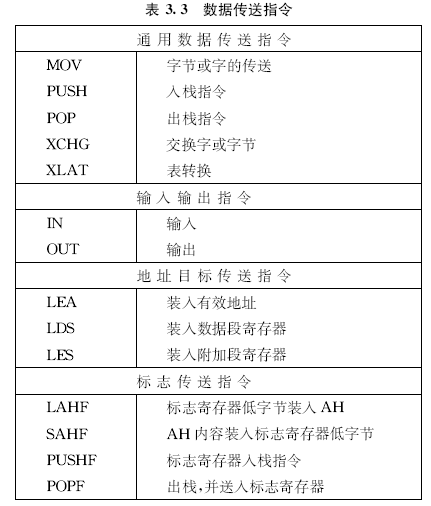 表 3.3 数据传送指令
通用数据传送指令
MOV 字节或字的传送
PUSH 入栈指令
POP 出栈指令
XCHG 交换字或字节
XLAT 表转换
输入输出指令
IN 输入
OUT 输出
地址目标传送指令
LEA 装入有效地址
LDS 装入数据段寄存器
LES 装入附加段寄存器
标志传送指令
LAHF 标志寄存器低字节装入 AH
SAHF AH 内容装入标志寄存器低字节
PUSHF 标志寄存器入栈指令
POPF 出栈,并送入标志寄存器